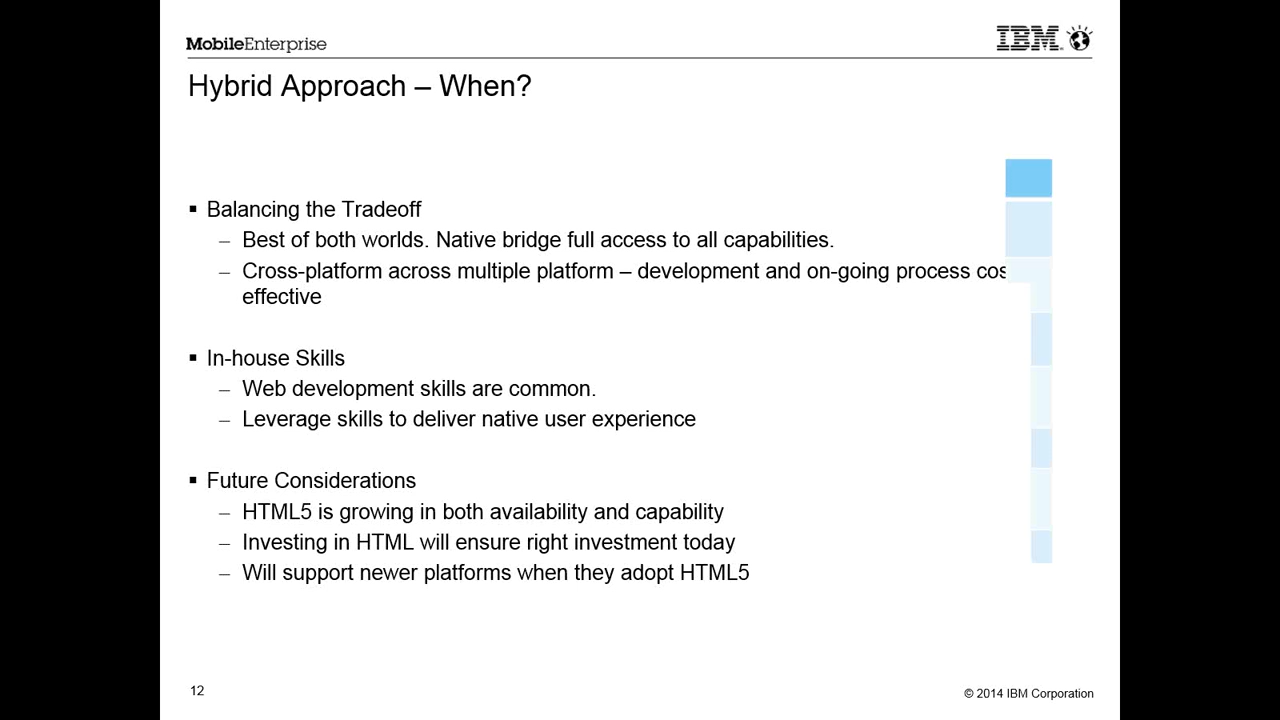 MobileEnterprise
IBM
Hybrid Approach – When?
▪ Balancing the Tradeoff
– Best of both worlds. Native bridge full access to all capabilities.
– Cross-platform across multiple platform – development and on-going process cos
effective
▪ In-house Skills
– Web development skills are common.
– Leverage skills to deliver native user experience
▪ Future Considerations
– HTML5 is growing in both availability and capability
– Investing in HTML will ensure right investment today
– Will support newer platforms when they adopt HTML5
12
© 2014 IBM Corporation